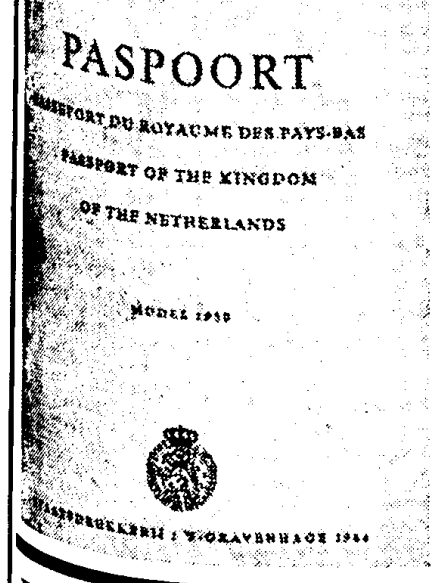 PASPOORT
PASSEPORT DU ROYAUME DES PAYS-BAS
PASSPORT OF THE KINGDOM
OF THE NETHERLANDS
MODEL 1950
STAATSDRUKKERIJ / 'S-GRAVENHAGE